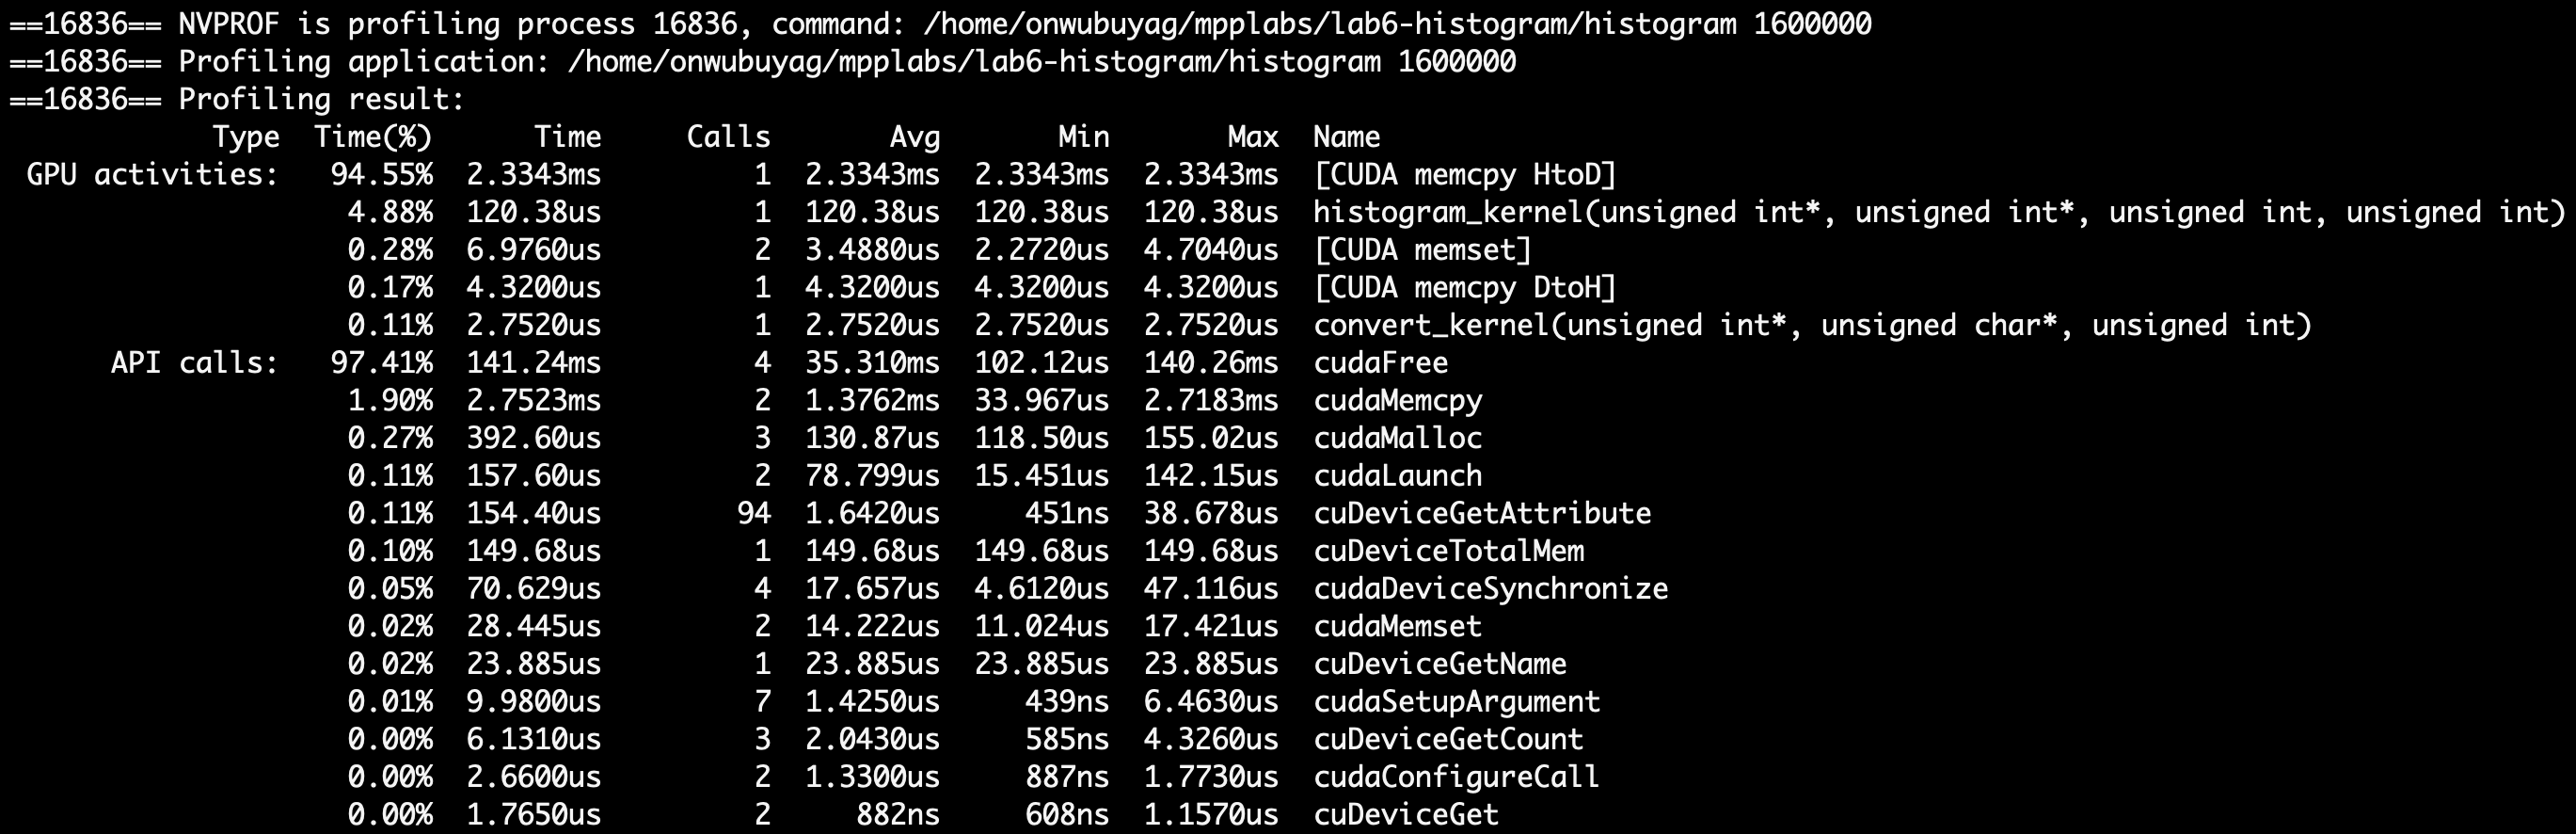 ==16836== NVPROF is profiling process 16836, command: /home/onwubuyag/mpplabs/lab6-histogram/histogram 1600000
==16836== Profiling application: /home/onwubuyag/mpplabs/lab6-histogram/histogram 1600000
==16836== Profiling result:
            Type  Time(%)      Time     Calls       Avg       Min       Max  Name
 GPU activities:   94.55%  2.3343ms         1  2.3343ms  2.3343ms  2.3343ms  [CUDA memcpy HtoD]
                    4.88%  120.38us         1  120.38us  120.38us  120.38us  histogram_kernel(unsigned int*, unsigned int*, unsigned int, unsigned int)
                    0.28%  6.9760us         2  3.4880us  2.2720us  4.7040us  [CUDA memset]
                    0.17%  4.3200us         1  4.3200us  4.3200us  4.3200us  [CUDA memcpy DtoH]
                    0.11%  2.7520us         1  2.7520us  2.7520us  2.7520us  convert_kernel(unsigned int*, unsigned char*, unsigned int)
      API calls:   97.41%  141.24ms         4  35.310ms  102.12us  140.26ms  cudaFree
                    1.90%  2.7523ms         2  1.3762ms  33.967us  2.7183ms  cudaMemcpy
                    0.27%  392.60us         3  130.87us  118.50us  155.02us  cudaMalloc
                    0.11%  157.60us         2  78.799us  15.451us  142.15us  cudaLaunch
                    0.11%  154.40us        94  1.6420us     451ns  38.678us  cuDeviceGetAttribute
                    0.10%  149.68us         1  149.68us  149.68us  149.68us  cuDeviceTotalMem
                    0.05%  70.629us         4  17.657us  4.6120us  47.116us  cudaDeviceSynchronize
                    0.02%  28.445us         2  14.222us  11.024us  17.421us  cudaMemset
                    0.02%  23.885us         1  23.885us  23.885us  23.885us  cuDeviceGetName
                    0.01%  9.9800us         7  1.4250us     439ns  6.4630us  cudaSetupArgument
                    0.00%  6.1310us         3  2.0430us     585ns  4.3260us  cuDeviceGetCount
                    0.00%  2.6600us         2  1.3300us     887ns  1.7730us  cudaConfigureCall
                    0.00%  1.7650us         2     882ns     608ns  1.1570us  cuDeviceGet